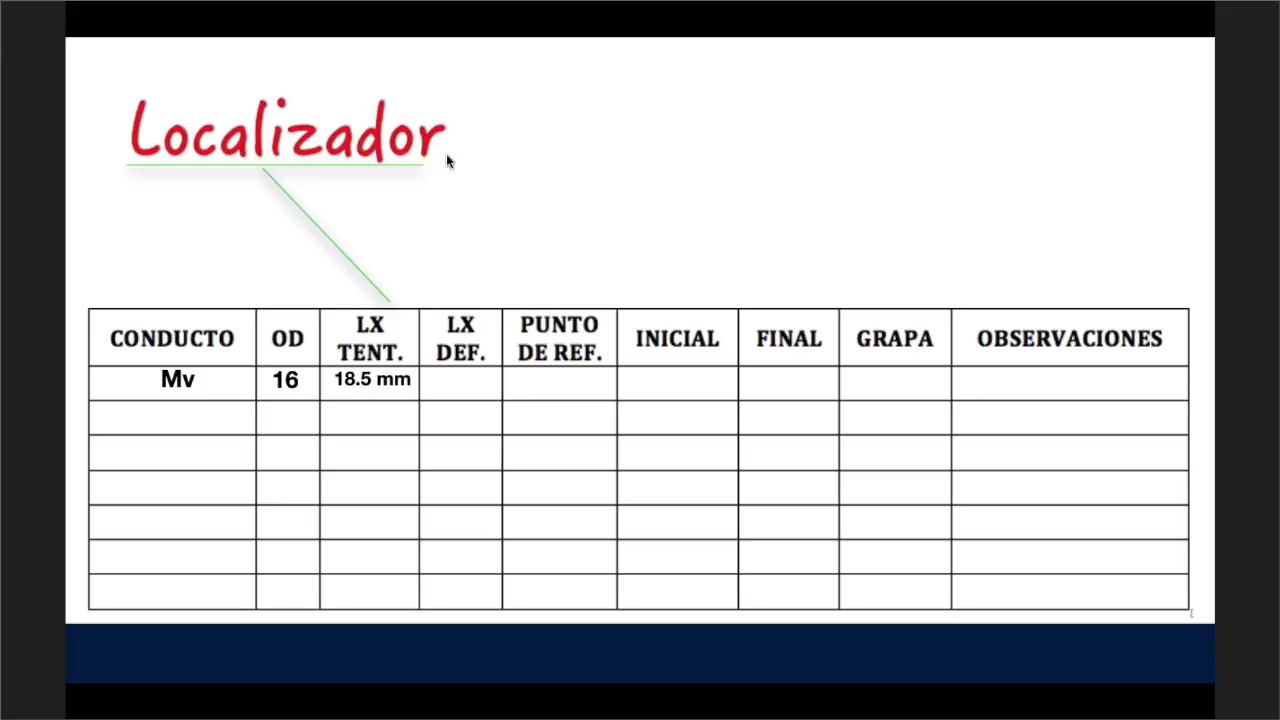 Localizador
CONDUCTO OD LX TENT. LX DEF. PUNTO DE REF. INICIAL FINAL GRAPA OBSERVACIONES
Mv 16 18.5 mm